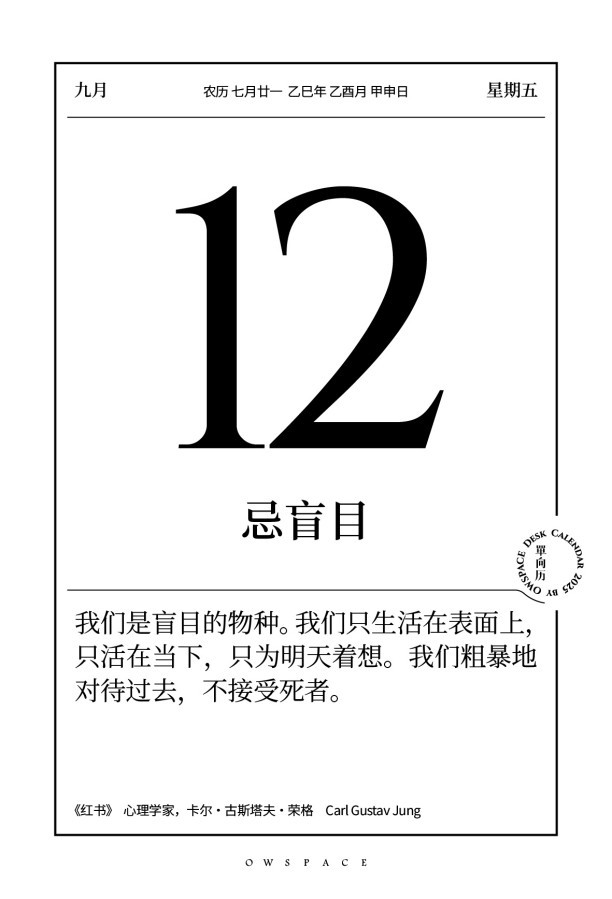 九月
农历 七月廿一 乙巳年 乙酉月 甲申日
星期五
12
忌盲目
OWSPACE DESK CALENDAR 2025 BY
單向历
我们是盲目的物种。我们只生活在表面上，
只活在当下，只为明天着想。我们粗暴地
对待过去，不接受死者。
《红书》 心理学家，卡尔·古斯塔夫·荣格 Carl Gustav Jung
OWSPACE